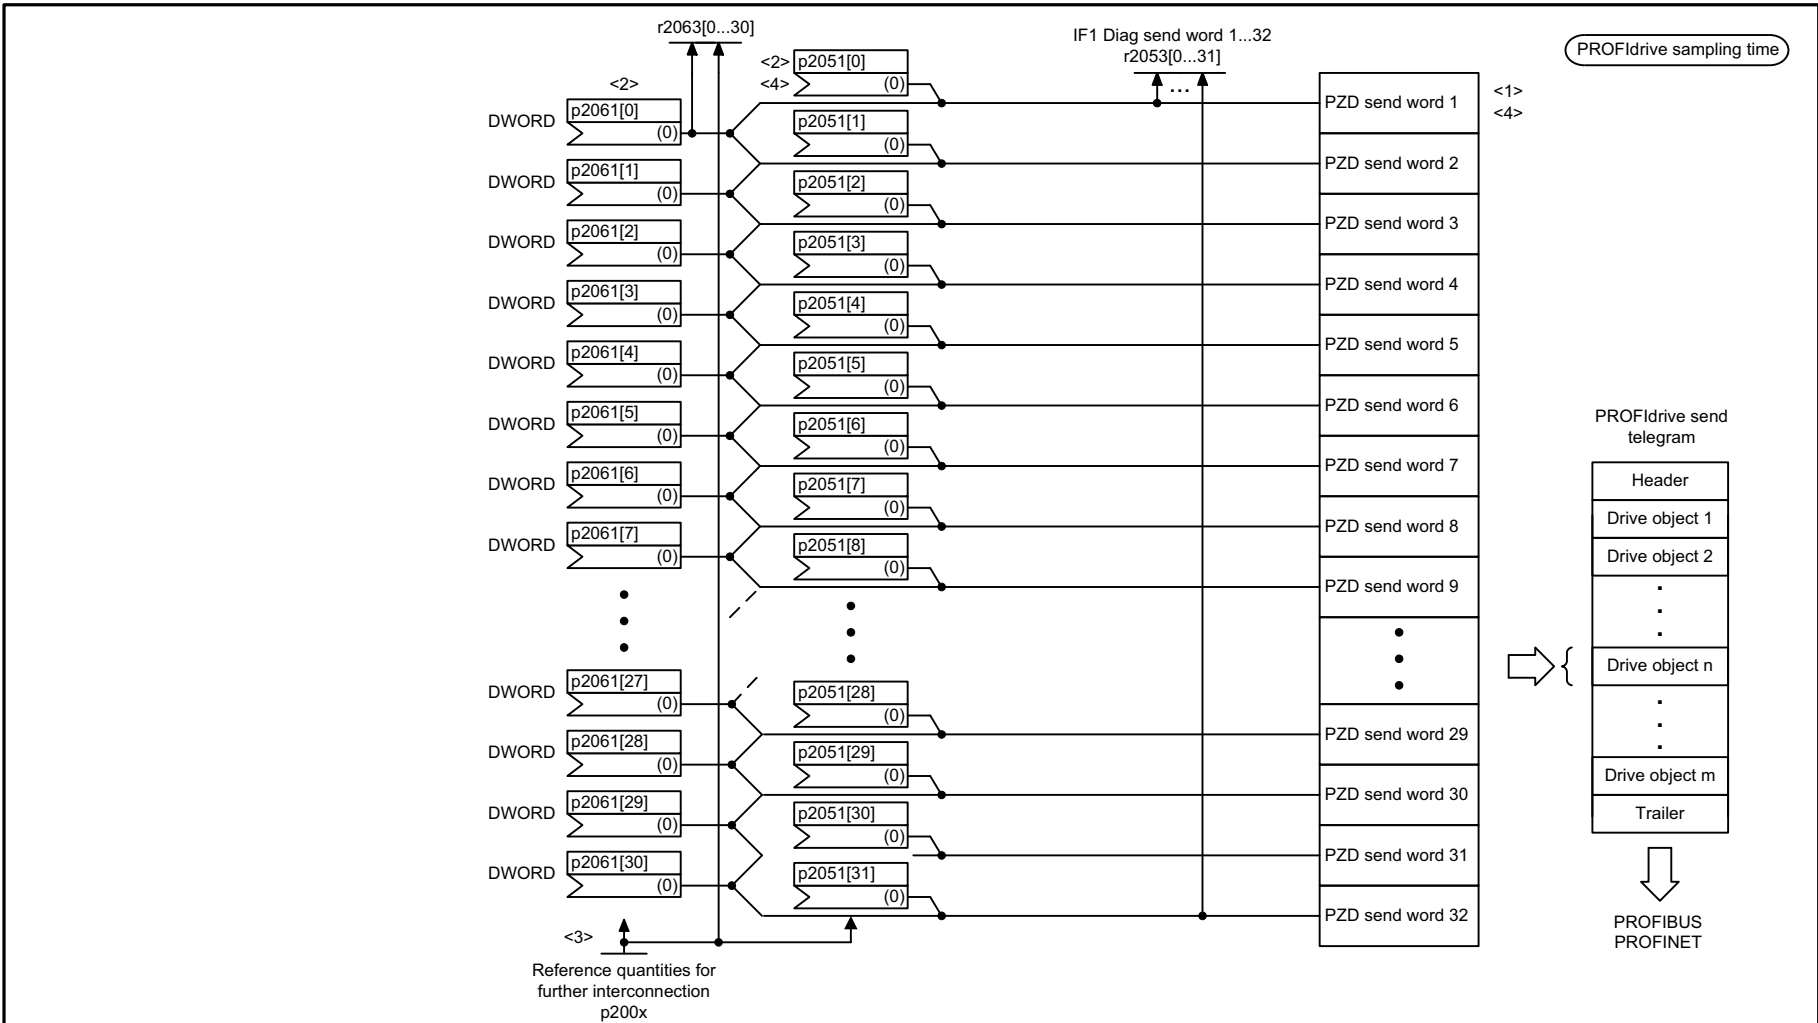 r2063[0...30]
IF1 Diag send word 1...32
r2053[0...31]
PROFIdrive sampling time
<2>
<2>
<4>
p2051[0]
(0)
...
<1>
<4>
DWORD
p2061[0]
(0)
PZD send word 1
p2051[1]
(0)
DWORD
p2061[1]
(0)
PZD send word 2
p2051[2]
(0)
DWORD
p2061[2]
(0)
PZD send word 3
p2051[3]
(0)
DWORD
p2061[3]
(0)
PZD send word 4
p2051[4]
(0)
DWORD
p2061[4]
(0)
PZD send word 5
p2051[5]
(0)
DWORD
p2061[5]
(0)
PZD send word 6
p2051[6]
(0)
DWORD
p2061[6]
(0)
PZD send word 7
p2051[7]
(0)
DWORD
p2061[7]
(0)
PZD send word 8
p2051[8]
(0)
PZD send word 9
DWORD
p2061[27]
(0)
p2051[28]
(0)
PZD send word 29
DWORD
p2061[28]
(0)
p2051[29]
(0)
PZD send word 30
DWORD
p2061[29]
(0)
p2051[30]
(0)
PZD send word 31
DWORD
p2061[30]
(0)
p2051[31]
(0)
PZD send word 32
<3>
Reference quantities for
further interconnection
p200x
PROFIdrive send
telegram
Header
Drive object 1
Drive object 2
Drive object n
Drive object m
Trailer
PROFIBUS
PROFINET